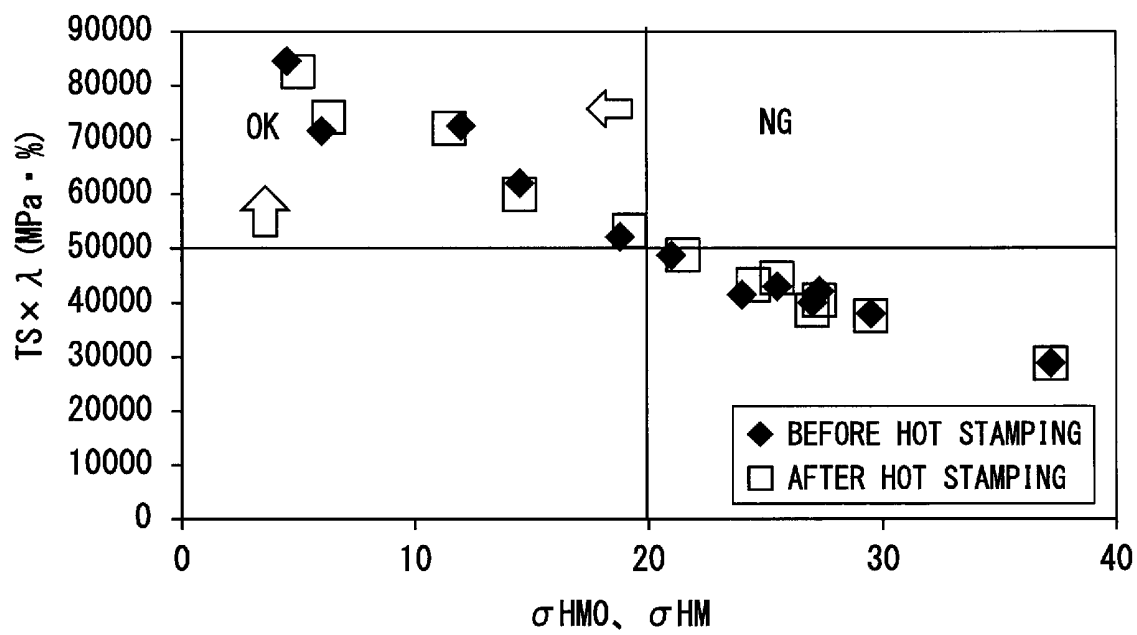 90000
80000
70000
60000
50000
40000
30000
20000
10000
0
TS× λ (MPa・%)
OK
NG
◆ BEFORE HOT STAMPING
□ AFTER HOT STAMPING
0 10 20 30 40
σHM0、 σHM